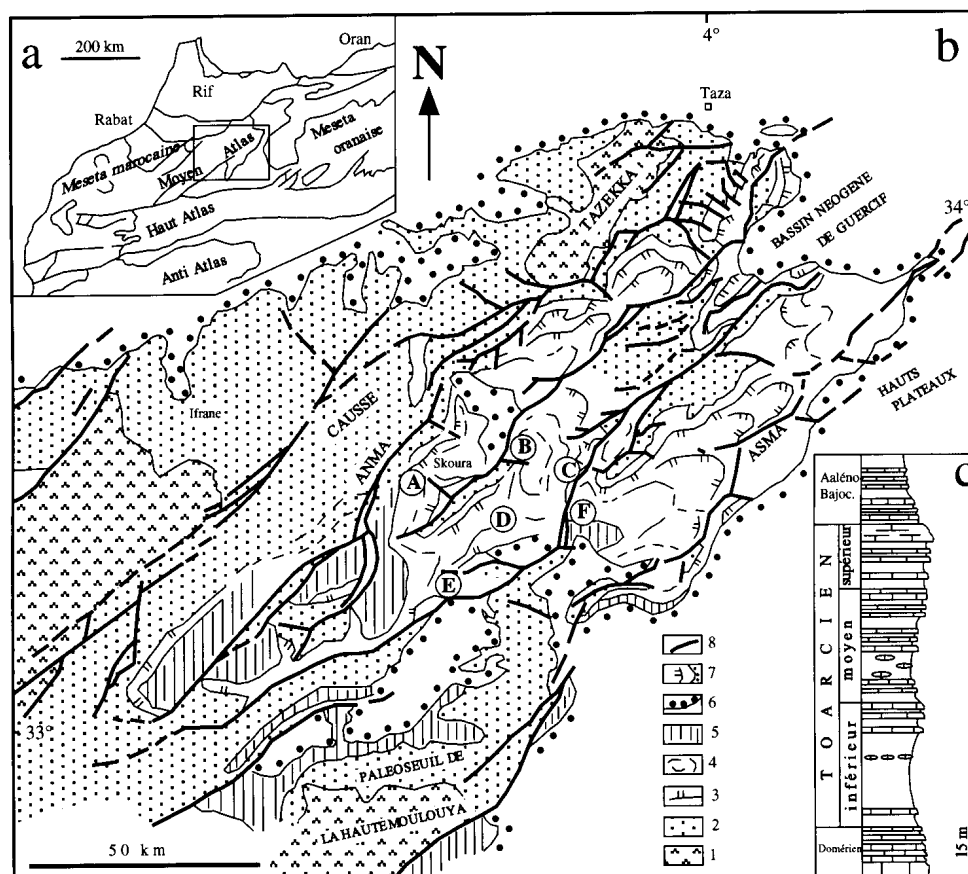 a
200 km
Oran
Rif
Rabat
Meseta marocaine
Meseta
oranaise
Moyen
Atlas
Haut Atlas
Anti Atlas
N
4°
b
Taza
TAZEKKA
BASSIN NEOGENE
DE GUERCIF
34°
HAUTS
PLATEAUX
Ifrane
CAUSSE
ANMA
Skoura
ASMA
A
B
C
D
E
F
33°
PALEOSEUIL DE
LA HAUTE MOULOUYA
50 km
8
7
6
5
4
3
2
1
c
Aaléno
Bajoc.
TOARCIEN
supérieur
moyen
inférieur
Domérien
15 m